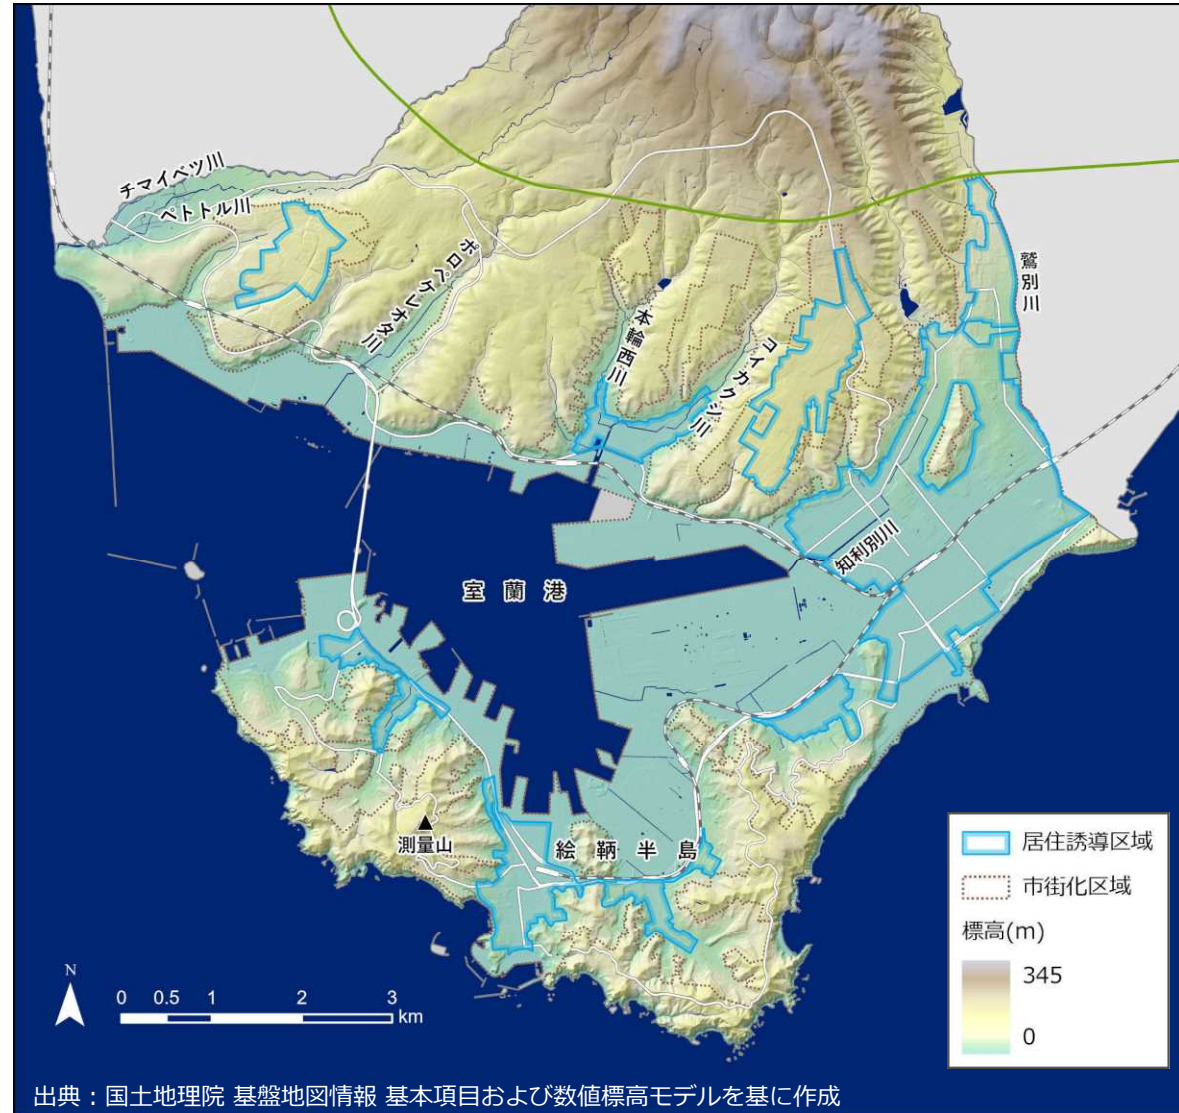 チマイベツ川
ペトトル川
ポロペケレオタ川
本輪西川
コイカクシ川
鷲別川
知利別川
室蘭港
測量山
絵鞆半島
居住誘導区域
市街化区域
標高(m)
345
0
N
0 0.5 1 2 3
km
出典：国土地理院 基盤地図情報 基本項目および数値標高モデルを基に作成